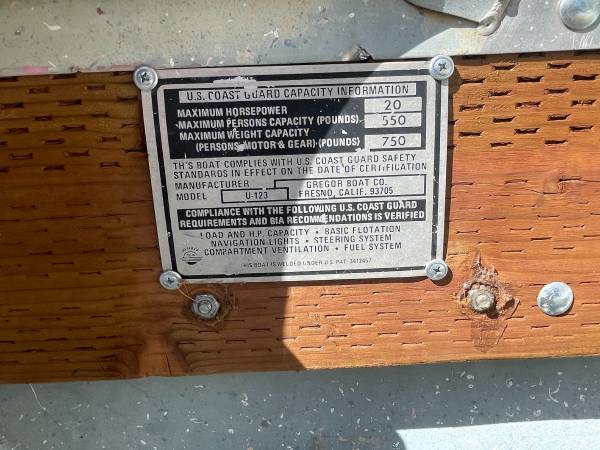 U.S. COAST GUARD CAPACITY INFORMATION
MAXIMUM HORSEPOWER 20
MAXIMUM PERSONS CAPACITY (POUNDS) 550
MAXIMUM WEIGHT CAPACITY
(PERSONS, MOTOR & GEAR) (POUNDS) 750
THIS BOAT COMPLIES WITH U.S. COAST GUARD SAFETY
STANDARDS IN EFFECT ON THE DATE OF CERTIFICATION
MANUFACTURER GREGOR BOAT CO.
MODEL U-123 FRESNO, CALIF. 93705
COMPLIANCE WITH THE FOLLOWING U.S. COAST GUARD
REQUIREMENTS AND BIA RECOMMENDATIONS IS VERIFIED
LOAD AND H.P. CAPACITY • BASIC FLOTATION
NAVIGATION LIGHTS • STEERING SYSTEM
COMPARTMENT VENTILATION • FUEL SYSTEM
THIS BOAT IS WELDED UNDER U.S. PAT. 3412457